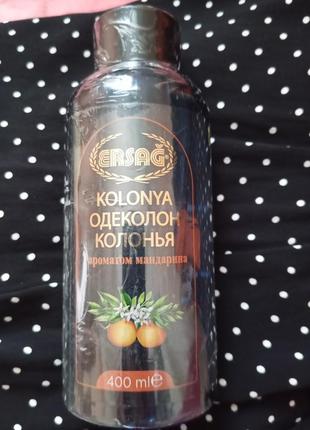 ERSAĞ
KOLONYA
ОДЕКОЛОН
КОЛОНЬЯ
ароматом мандарина
400 ml℮